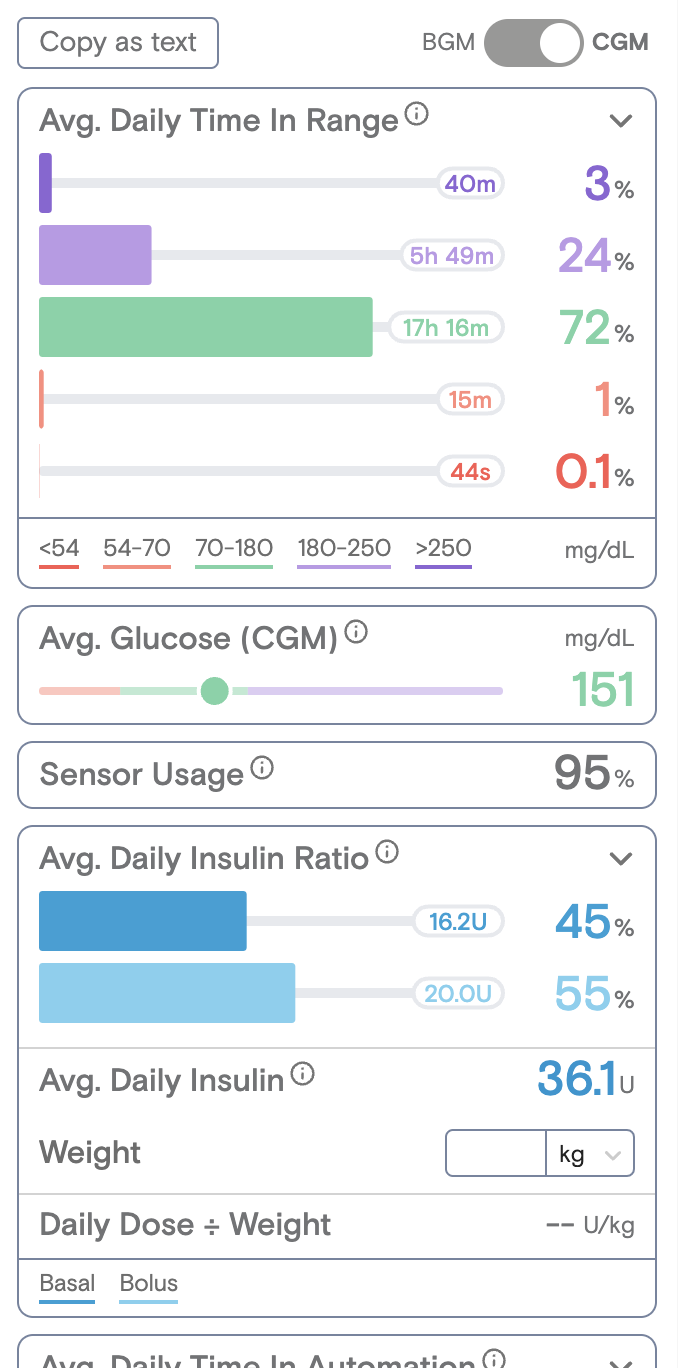 Copy as text
BGM CGM
Avg. Daily Time In Range
40m 3%
5h 49m 24%
17h 16m 72%
15m 1%
44s 0.1%
<54 54-70 70-180 180-250 >250 mg/dL
Avg. Glucose (CGM) mg/dL
151
Sensor Usage 95%
Avg. Daily Insulin Ratio
16.2U 45%
20.0U 55%
Avg. Daily Insulin 36.1U
Weight kg
Daily Dose ÷ Weight -- U/kg
Basal Bolus
Avg. Daily Time In Automation